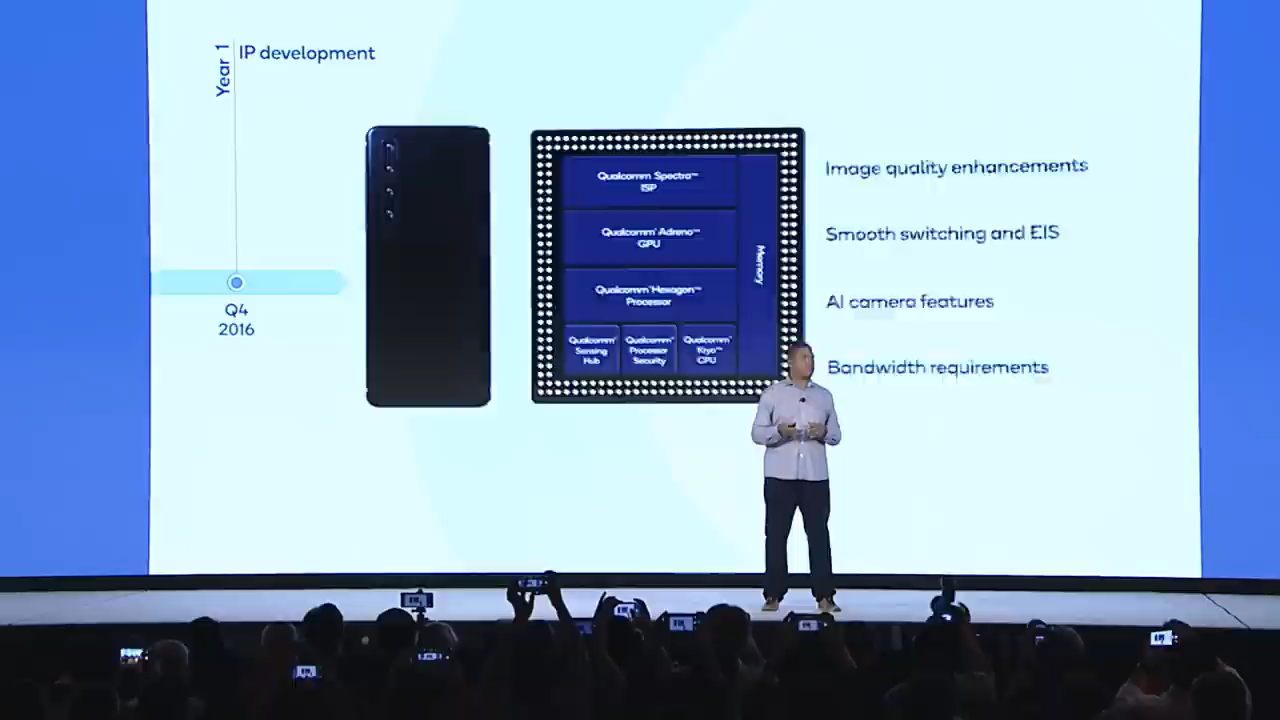 Year 1
IP development
Q4
2016
Qualcomm Spectra™
ISP
Qualcomm® Adreno™
GPU
Qualcomm® Hexagon™
Processor
Qualcomm®
Sensing
Hub
Qualcomm®
Processor
Security
Qualcomm®
Kryo™
CPU
Memory
Image quality enhancements
Smooth switching and EIS
AI camera features
Bandwidth requirements